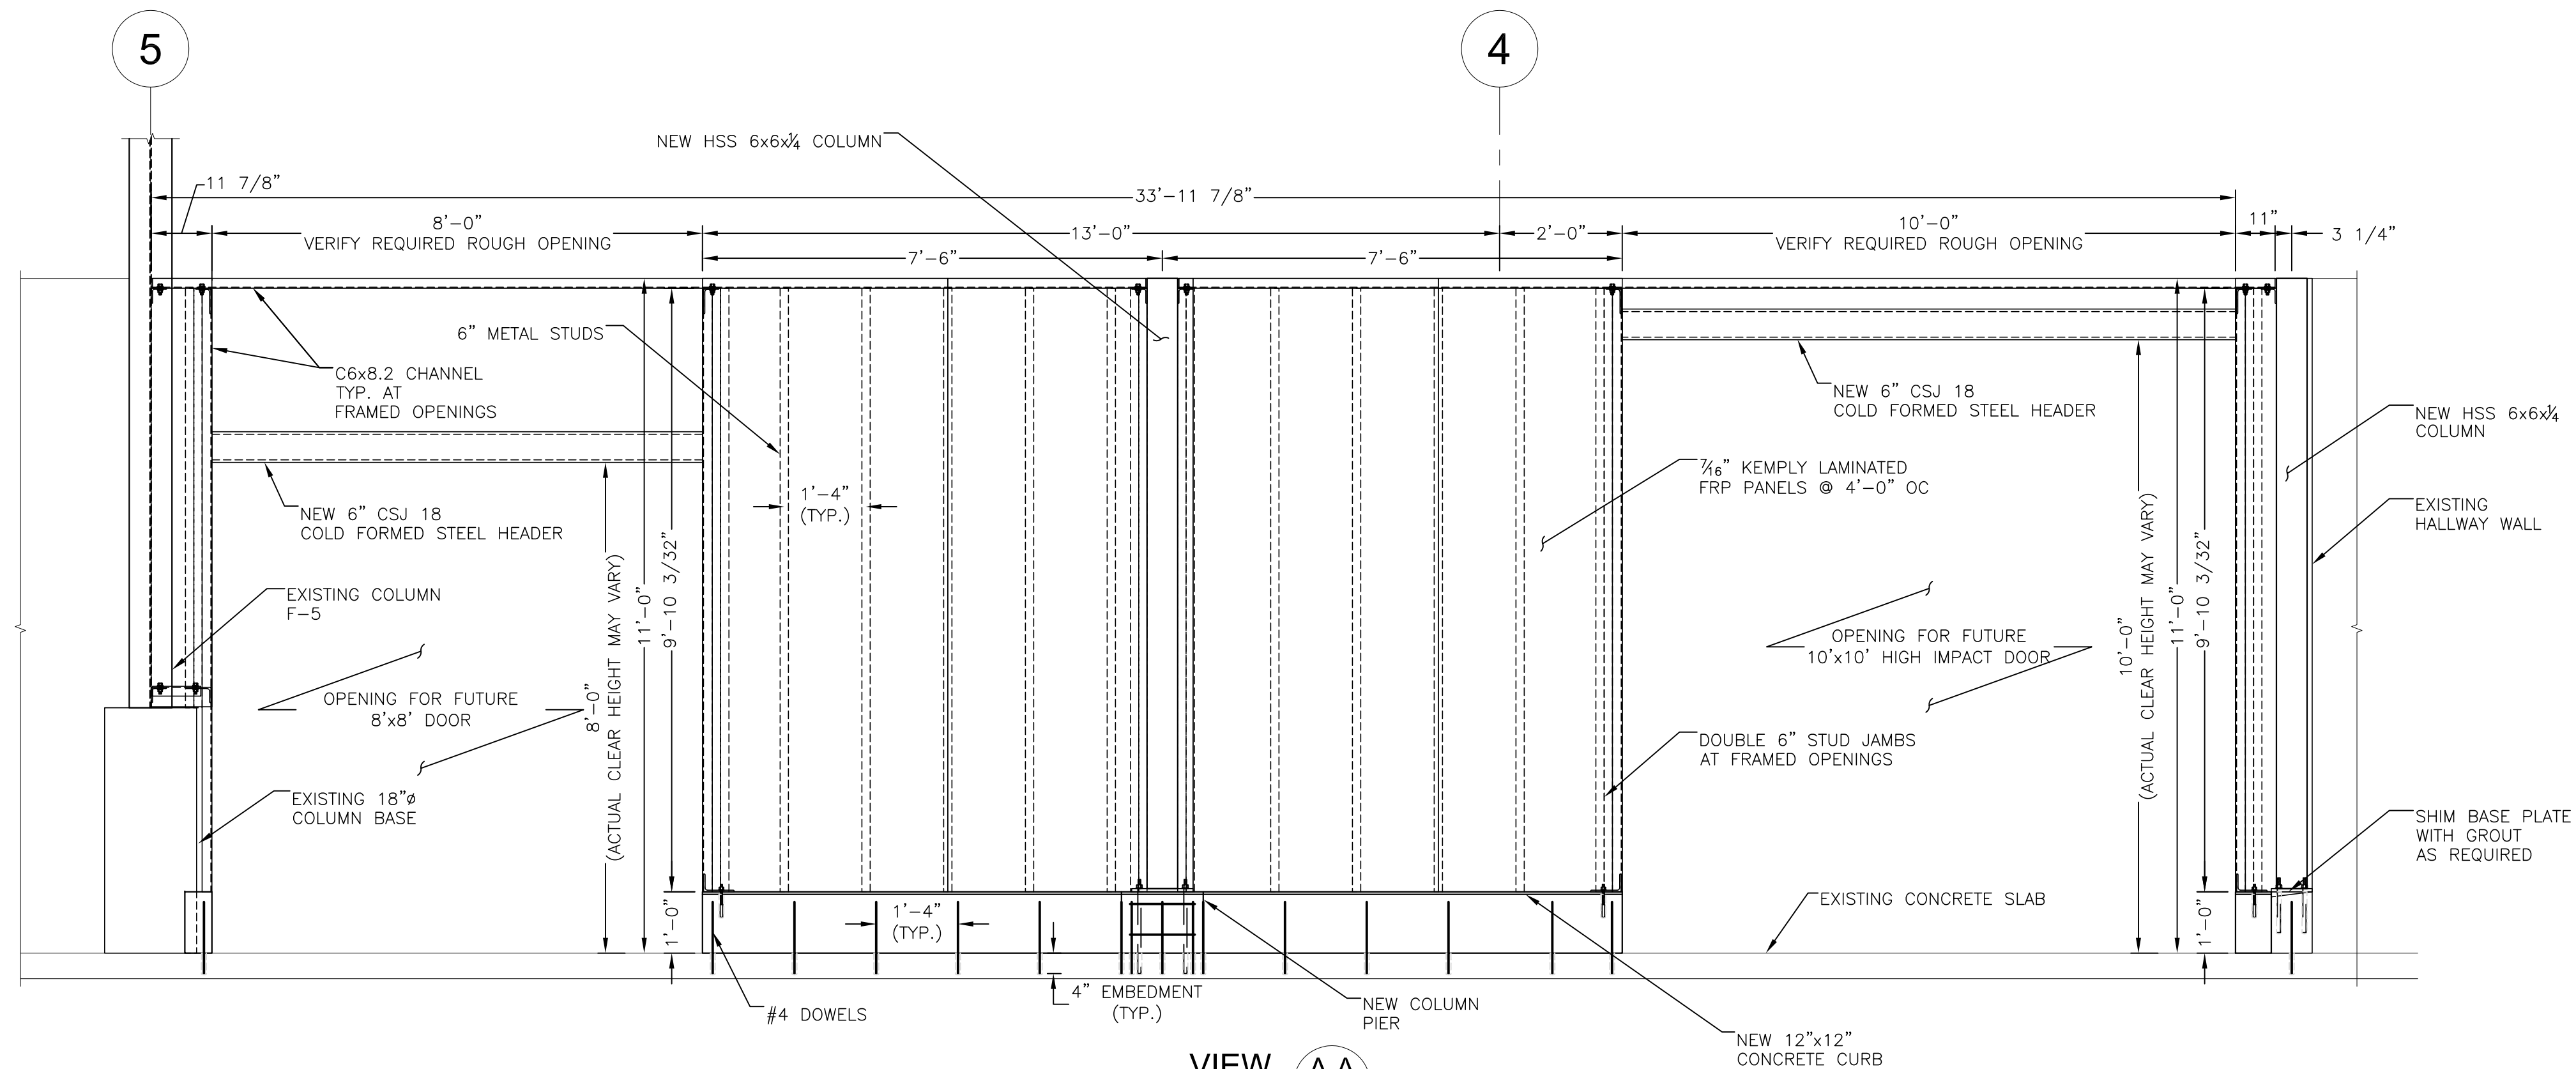 5
4
NEW HSS 6x6x¼ COLUMN
11 7/8"
33'-11 7/8"
8'-0"
VERIFY REQUIRED ROUGH OPENING
13'-0"
2'-0"
10'-0"
VERIFY REQUIRED ROUGH OPENING
11"
3 1/4"
7'-6"
7'-6"
6" METAL STUDS
C6x8.2 CHANNEL
TYP. AT
FRAMED OPENINGS
NEW 6" CSJ 18
COLD FORMED STEEL HEADER
NEW HSS 6x6x¼
COLUMN
7/16" KEMPLY LAMINATED
FRP PANELS @ 4'-0" OC
1'-4"
(TYP.)
NEW 6" CSJ 18
COLD FORMED STEEL HEADER
EXISTING
HALLWAY WALL
8'-0"
(ACTUAL CLEAR HEIGHT MAY VARY)
11'-0"
9'-10 3/32"
10'-0"
(ACTUAL CLEAR HEIGHT MAY VARY)
11'-0"
9'-10 3/32"
EXISTING COLUMN
F-5
OPENING FOR FUTURE
10'x10' HIGH IMPACT DOOR
OPENING FOR FUTURE
8'x8' DOOR
DOUBLE 6" STUD JAMBS
AT FRAMED OPENINGS
EXISTING 18"ø
COLUMN BASE
SHIM BASE PLATE
WITH GROUT
AS REQUIRED
1'-0"
1'-4"
(TYP.)
EXISTING CONCRETE SLAB
1'-0"
4" EMBEDMENT
(TYP.)
#4 DOWELS
NEW COLUMN
PIER
NEW 12"x12"
CONCRETE CURB
VIEW AA